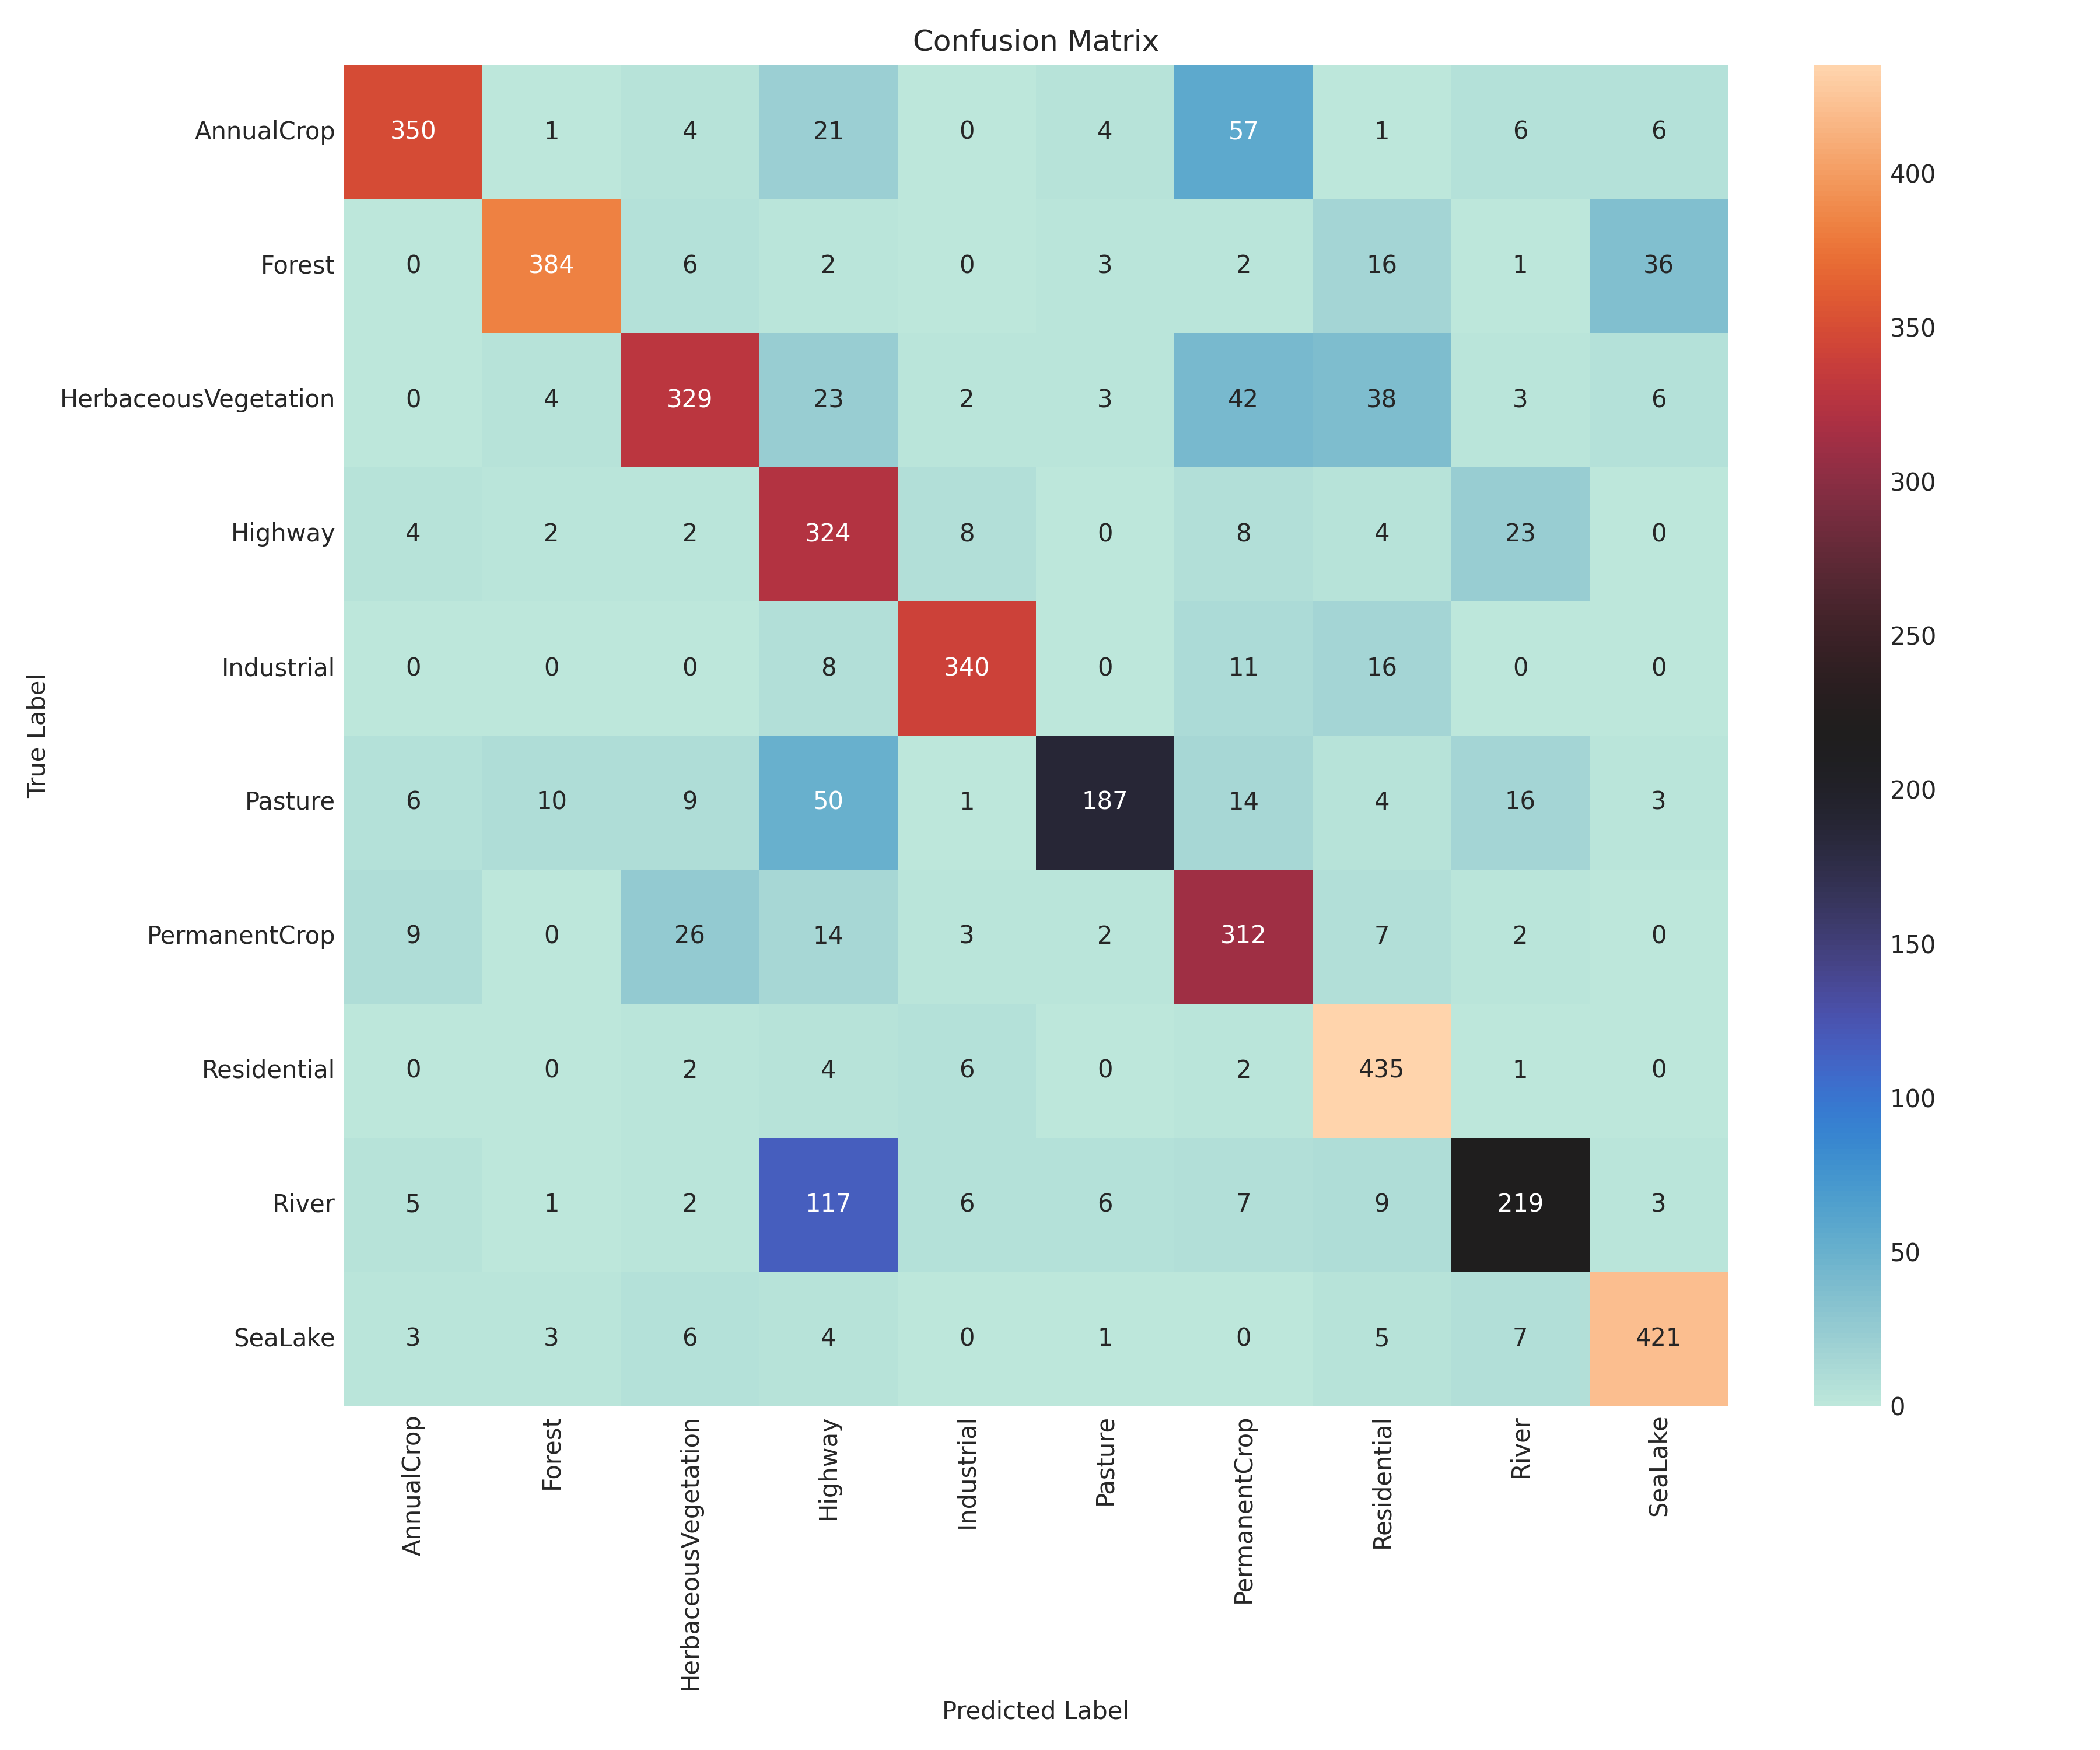 Confusion Matrix
AnnualCrop 350 1 4 21 0 4 57 1 6 6
Forest 0 384 6 2 0 3 2 16 1 36
HerbaceousVegetation 0 4 329 23 2 3 42 38 3 6
Highway 4 2 2 324 8 0 8 4 23 0
Industrial 0 0 0 8 340 0 11 16 0 0
Pasture 6 10 9 50 1 187 14 4 16 3
PermanentCrop 9 0 26 14 3 2 312 7 2 0
Residential 0 0 2 4 6 0 2 435 1 0
River 5 1 2 117 6 6 7 9 219 3
SeaLake 3 3 6 4 0 1 0 5 7 421
True Label
AnnualCrop
Forest
HerbaceousVegetation
Highway
Industrial
Pasture
PermanentCrop
Residential
River
SeaLake
Predicted Label
400
350
300
250
200
150
100
50
0